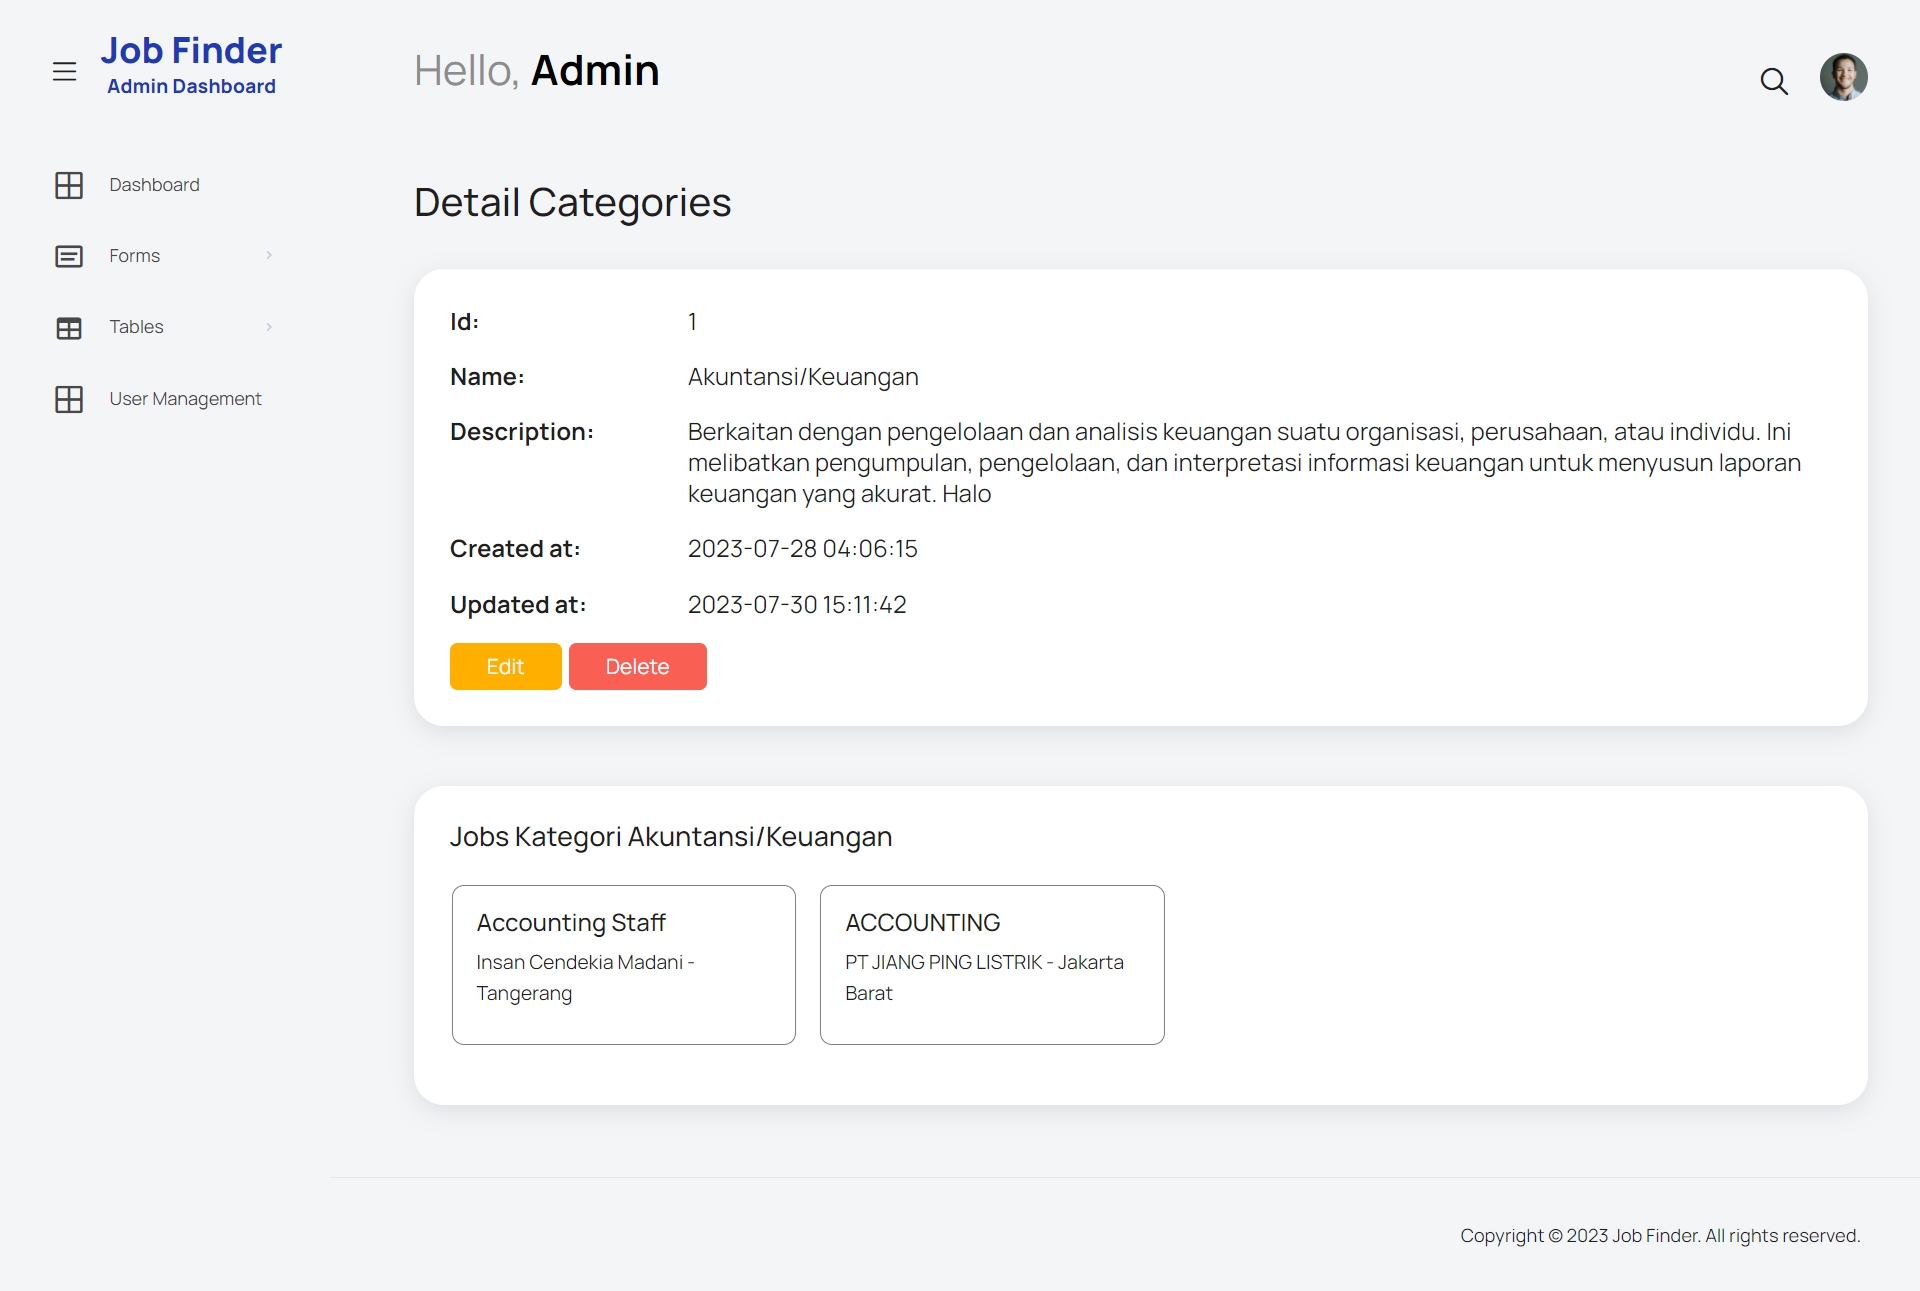 Job Finder
Admin Dashboard
Hello, Admin
Dashboard
Forms
Tables
User Management
Detail Categories
Id: 1
Name: Akuntansi/Keuangan
Description: Berkaitan dengan pengelolaan dan analisis keuangan suatu organisasi, perusahaan, atau individu. Ini
melibatkan pengumpulan, pengelolaan, dan interpretasi informasi keuangan untuk menyusun laporan
keuangan yang akurat. Halo
Created at: 2023-07-28 04:06:15
Updated at: 2023-07-30 15:11:42
Edit Delete
Jobs Kategori Akuntansi/Keuangan
Accounting Staff
Insan Cendekia Madani -
Tangerang
ACCOUNTING
PT JIANG PING LISTRIK - Jakarta
Barat
Copyright © 2023 Job Finder. All rights reserved.